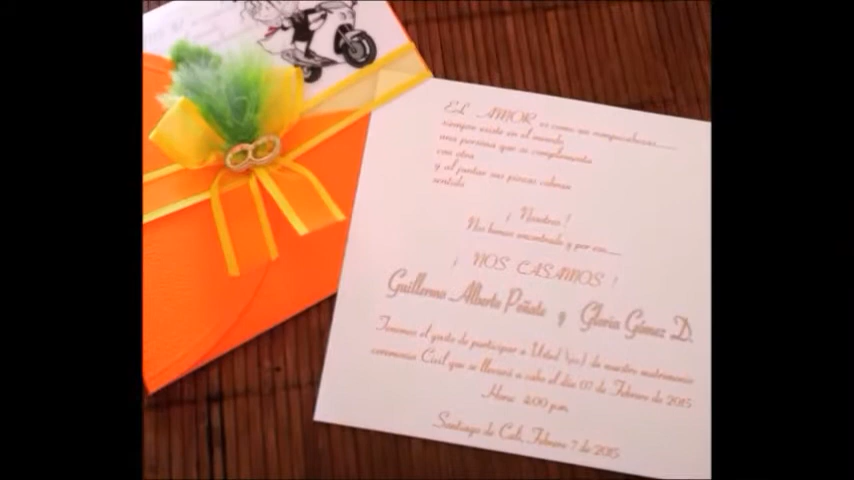 EL AMOR es como un rompecabezas......
siempre existe en el mundo
una persona que se complementa
con otra
y al juntar sus piezas cobran
sentido
¡ Nosotros !
Nos hemos encontrado y por eso.....
¡ NOS CASAMOS !
Guillermo Alberto Peñate y Gloria Gómez D.
Tenemos el gusto de participar a Usted (es) de nuestro matrimonio
ceremonia Civil que se llevará a cabo el día 07 de Febrero de 2015
Hora 4:00 p.m.
Santiago de Cali, Febrero 7 de 2015